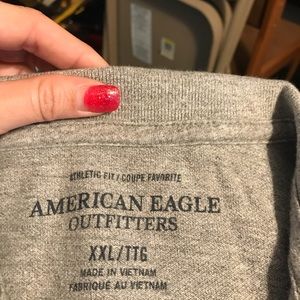 ATHLETIC FIT / COUPE FAVORITE
AMERICAN EAGLE
OUTFITTERS
XXL/TTG
MADE IN VIETNAM
FABRIQUÉ AU VIETNAM